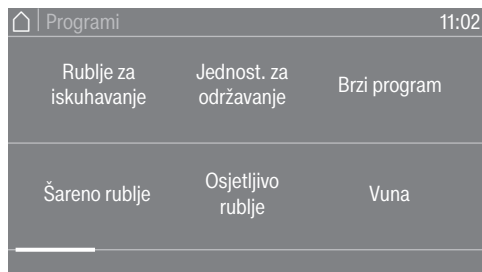 Programi 11:02
Rublje za
iskuhavanje
Jednost. za
održavanje
Brzi program
Šareno rublje
Osjetljivo
rublje
Vuna